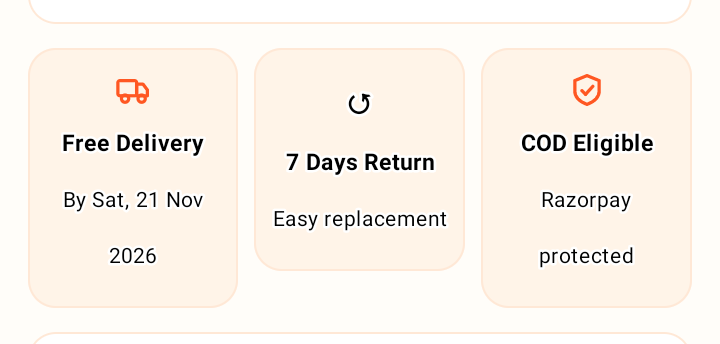 Free Delivery
By Sat, 21 Nov
2026
7 Days Return
Easy replacement
COD Eligible
Razorpay
protected